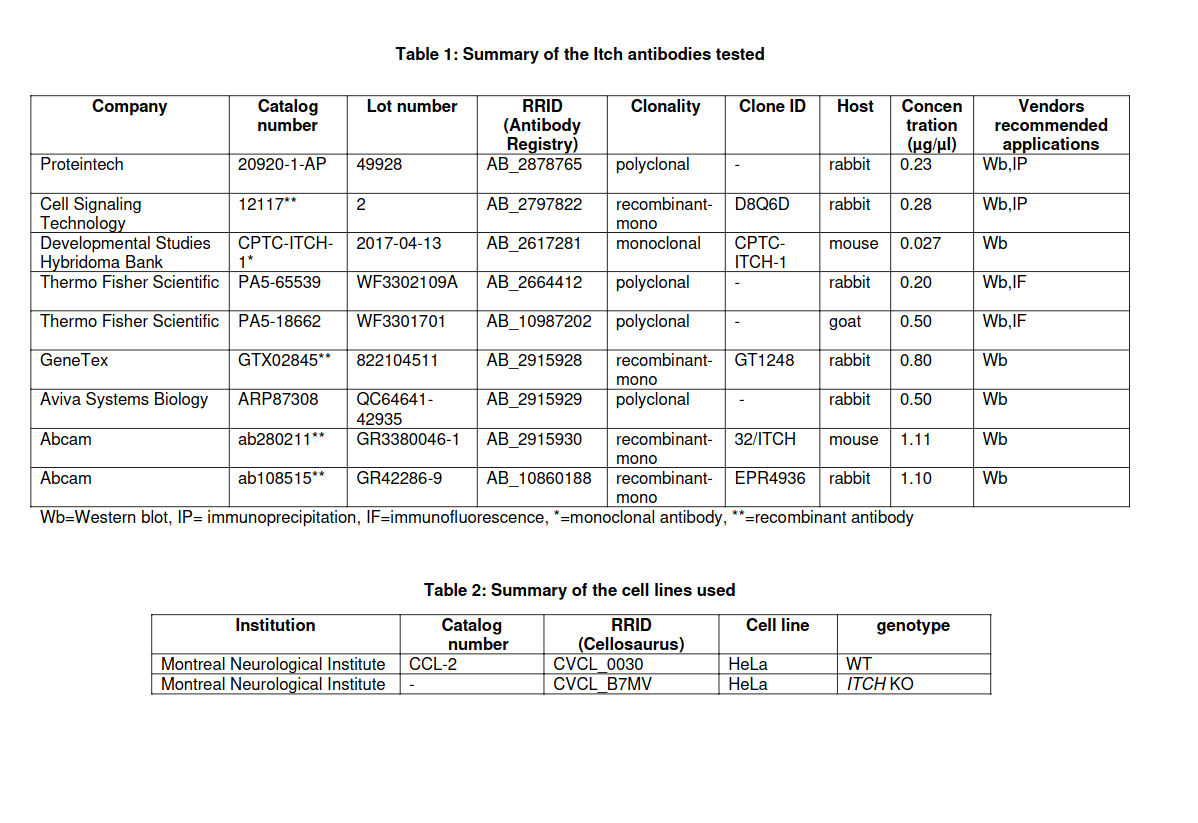 Table 1: Summary of the Itch antibodies tested
Company Catalog number Lot number RRID (Antibody Registry) Clonality Clone ID Host Concen tration (µg/µl) Vendors recommended applications
Proteintech 20920-1-AP 49928 AB_2878765 polyclonal - rabbit 0.23 Wb,IP
Cell Signaling Technology 12117** 2 AB_2797822 recombinant-mono D8Q6D rabbit 0.28 Wb,IP
Developmental Studies Hybridoma Bank CPTC-ITCH-1* 2017-04-13 AB_2617281 monoclonal CPTC-ITCH-1 mouse 0.027 Wb
Thermo Fisher Scientific PA5-65539 WF3302109A AB_2664412 polyclonal - rabbit 0.20 Wb,IF
Thermo Fisher Scientific PA5-18662 WF3301701 AB_10987202 polyclonal - goat 0.50 Wb,IF
GeneTex GTX02845** 822104511 AB_2915928 recombinant-mono GT1248 rabbit 0.80 Wb
Aviva Systems Biology ARP87308 QC64641-42935 AB_2915929 polyclonal - rabbit 0.50 Wb
Abcam ab280211** GR3380046-1 AB_2915930 recombinant-mono 32/ITCH mouse 1.11 Wb
Abcam ab108515** GR42286-9 AB_10860188 recombinant-mono EPR4936 rabbit 1.10 Wb
Wb=Western blot, IP= immunoprecipitation, IF=immunofluorescence, *=monoclonal antibody, **=recombinant antibody
Table 2: Summary of the cell lines used
Institution Catalog number RRID (Cellosaurus) Cell line genotype
Montreal Neurological Institute CCL-2 CVCL_0030 HeLa WT
Montreal Neurological Institute - CVCL_B7MV HeLa ITCH KO